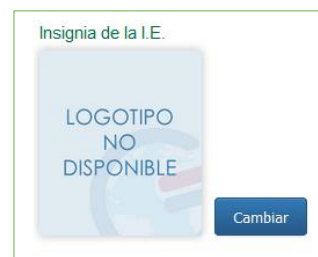 Insignia de la I.E.
LOGOTIPO
NO
DISPONIBLE
Cambiar